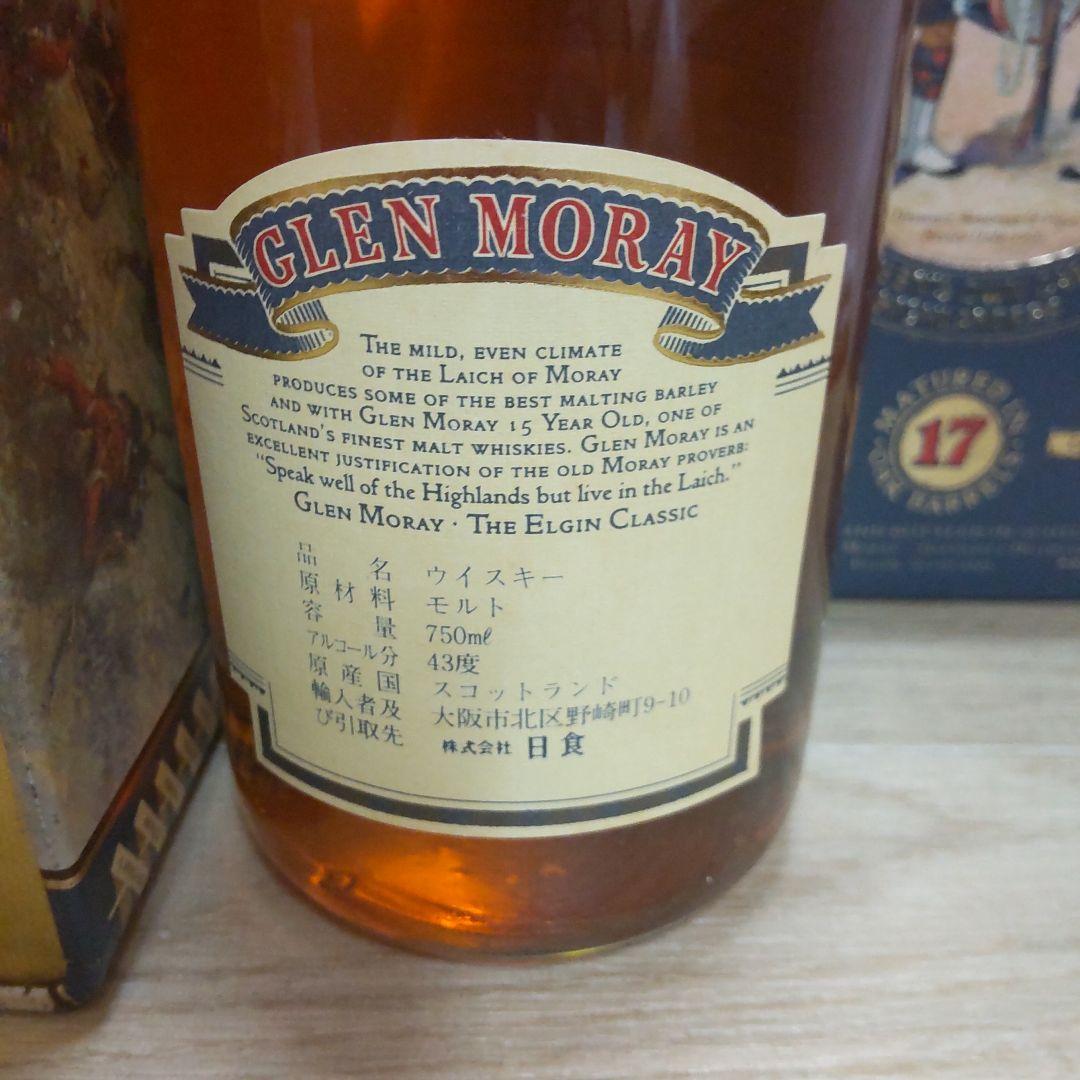 GLEN MORAY
THE MILD, EVEN CLIMATE
OF THE LAICH OF MORAY
PRODUCES SOME OF THE BEST MALTING BARLEY
AND WITH GLEN MORAY 15 YEAR OLD, ONE OF
SCOTLAND'S FINEST MALT WHISKIES. GLEN MORAY IS AN
EXCELLENT JUSTIFICATION OF THE OLD MORAY PROVERB:
"Speak well of the Highlands but live in the Laich."
GLEN MORAY · THE ELGIN CLASSIC
品名 ウイスキー
原材料 モルト
容量 750mℓ
アルコール分 43度
原産国 スコットランド
輸入者及び引取先 大阪市北区野崎町9-10
株式会社 日食
MATURED IN
17
OAK BARRELS